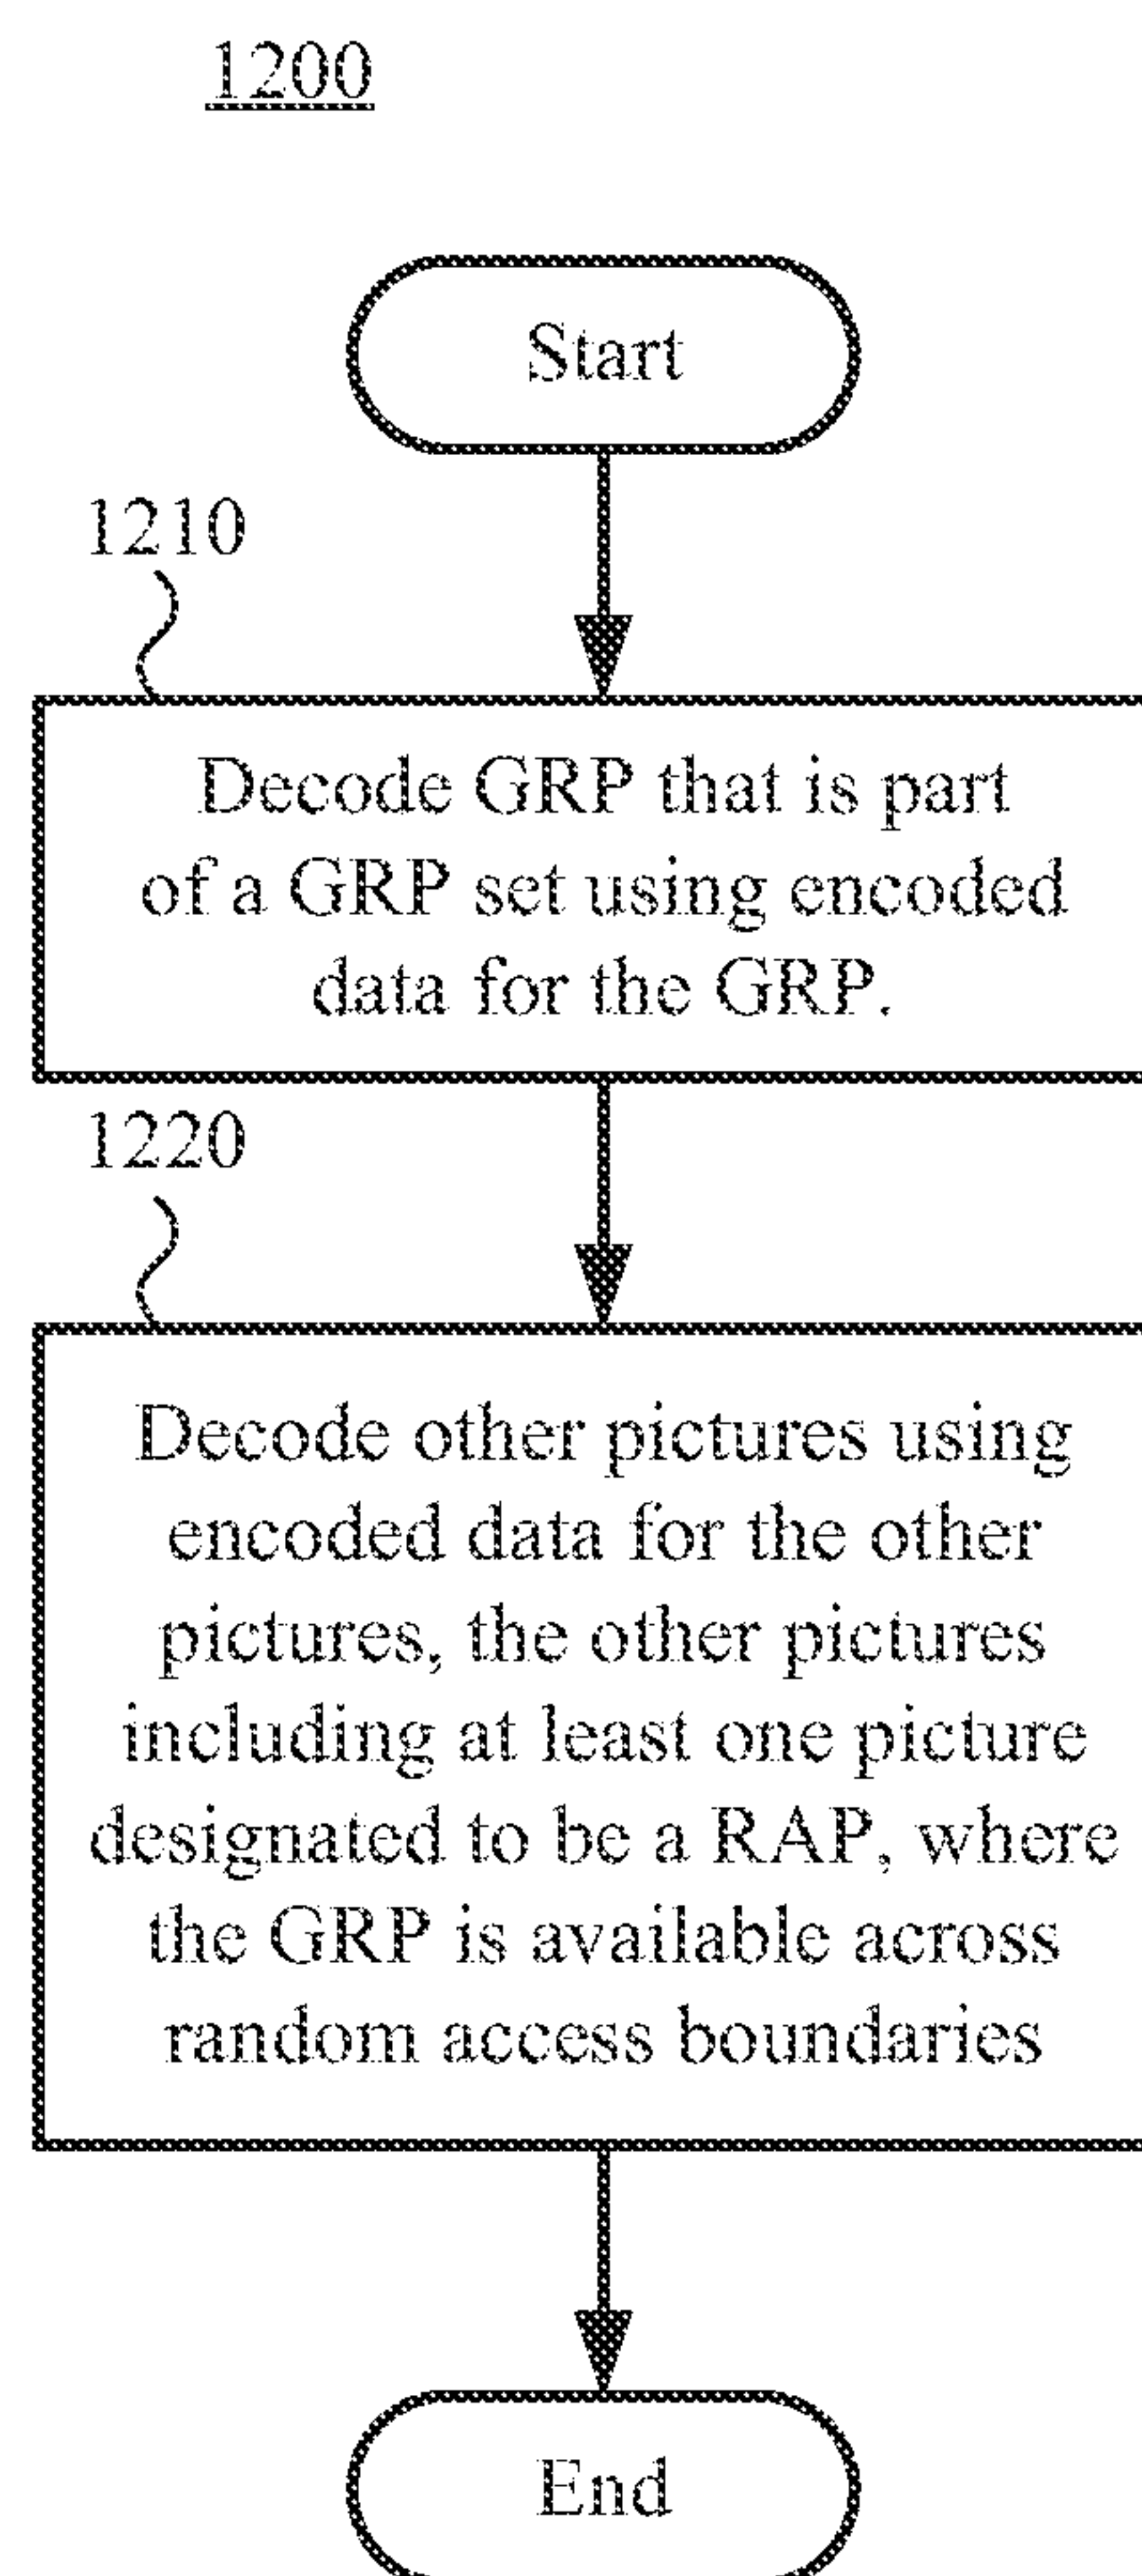 1200
Start
1210
Decode GRP that is part
of a GRP set using encoded
data for the GRP.
1220
Decode other pictures using
encoded data for the other
pictures, the other pictures
including at least one picture
designated to be a RAP, where
the GRP is available across
random access boundaries
End